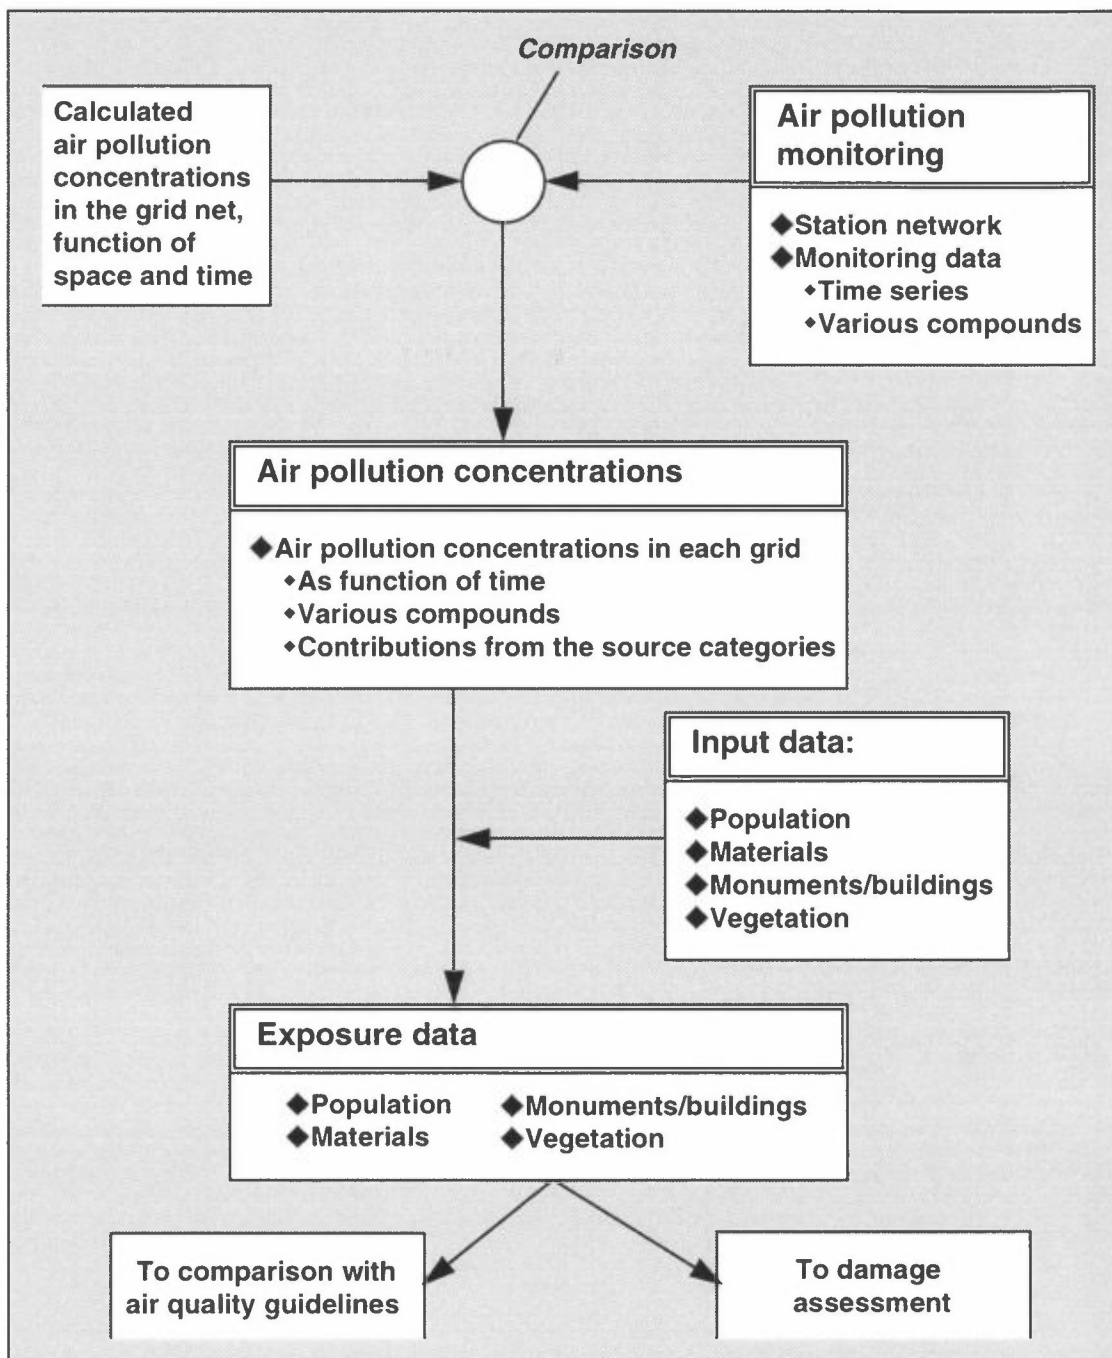 Comparison
Calculated
air pollution
concentrations
in the grid net,
function of
space and time
Air pollution
monitoring
◆Station network
◆Monitoring data
◆Time series
◆Various compounds
Air pollution concentrations
◆Air pollution concentrations in each grid
◆As function of time
◆Various compounds
◆Contributions from the source categories
Input data:
◆Population
◆Materials
◆Monuments/buildings
◆Vegetation
Exposure data
◆Population ◆Monuments/buildings
◆Materials ◆Vegetation
To comparison with
air quality guidelines
To damage
assessment